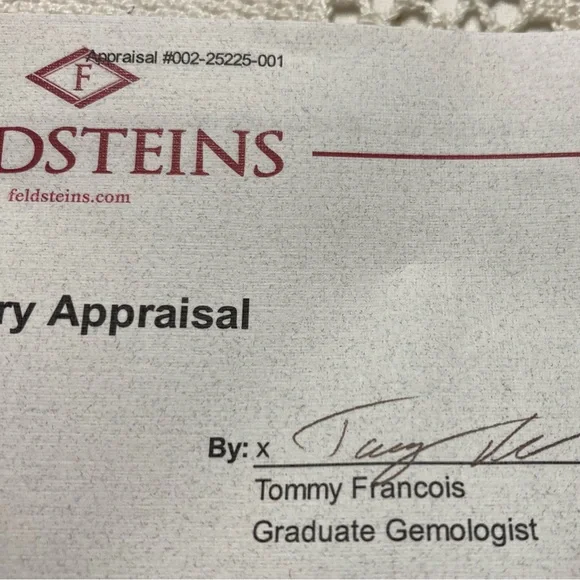 Appraisal #002-25225-001
F
DSTEINS
feldsteins.com
ry Appraisal
By: x
Tommy Francois
Graduate Gemologist